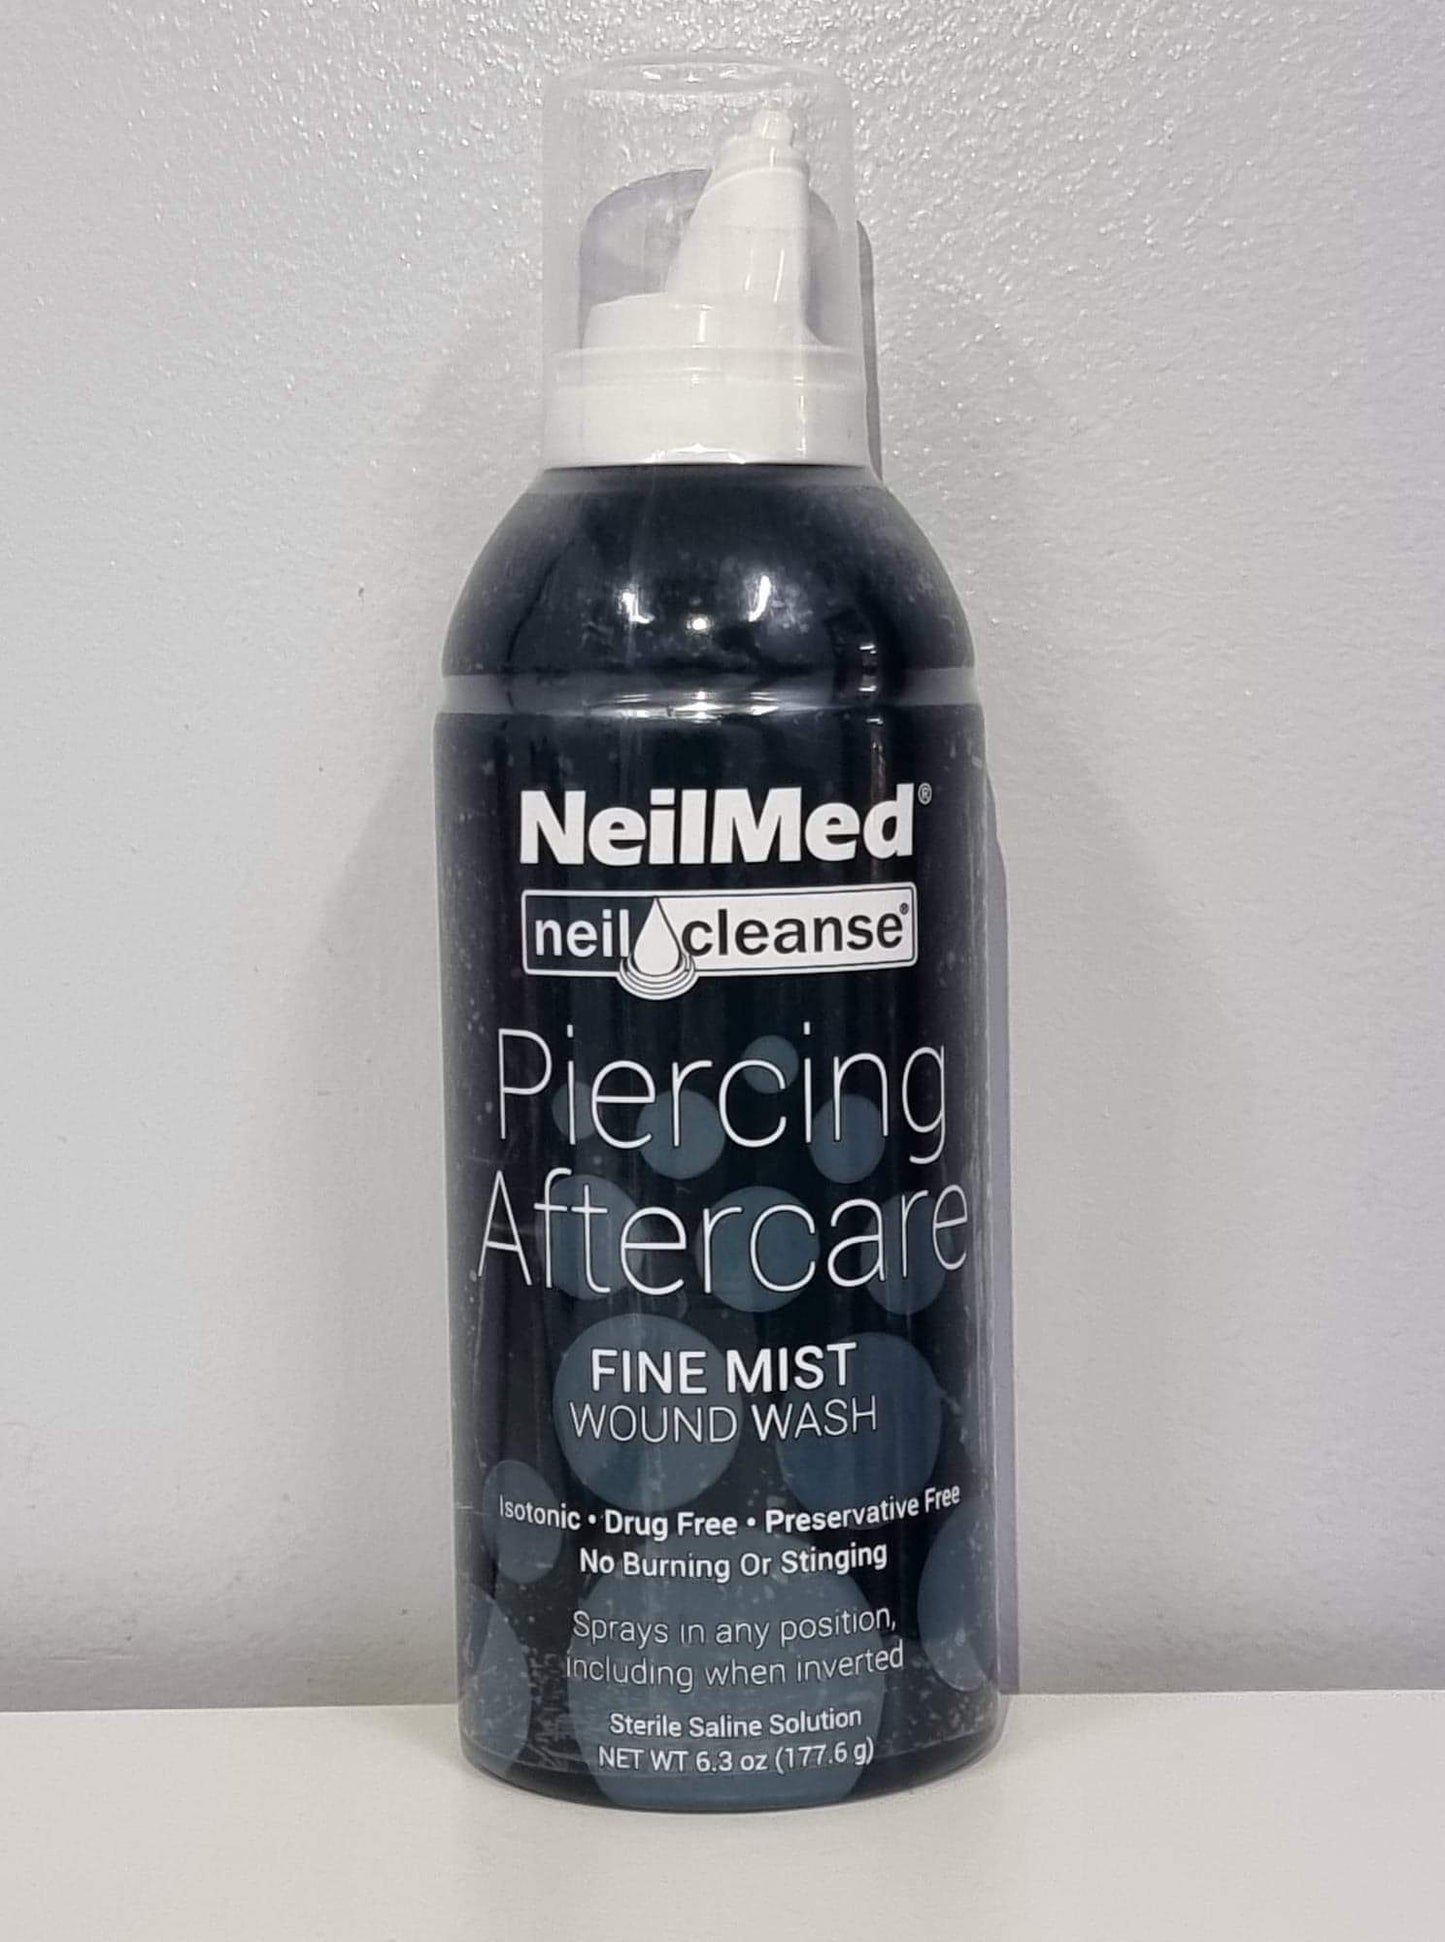 NeilMed®
neil cleanse®
Piercing
Aftercare
FINE MIST
WOUND WASH
Isotonic • Drug Free • Preservative Free
No Burning Or Stinging
Sprays in any position,
including when inverted
Sterile Saline Solution
NET WT 6.3 oz (177.6 g)